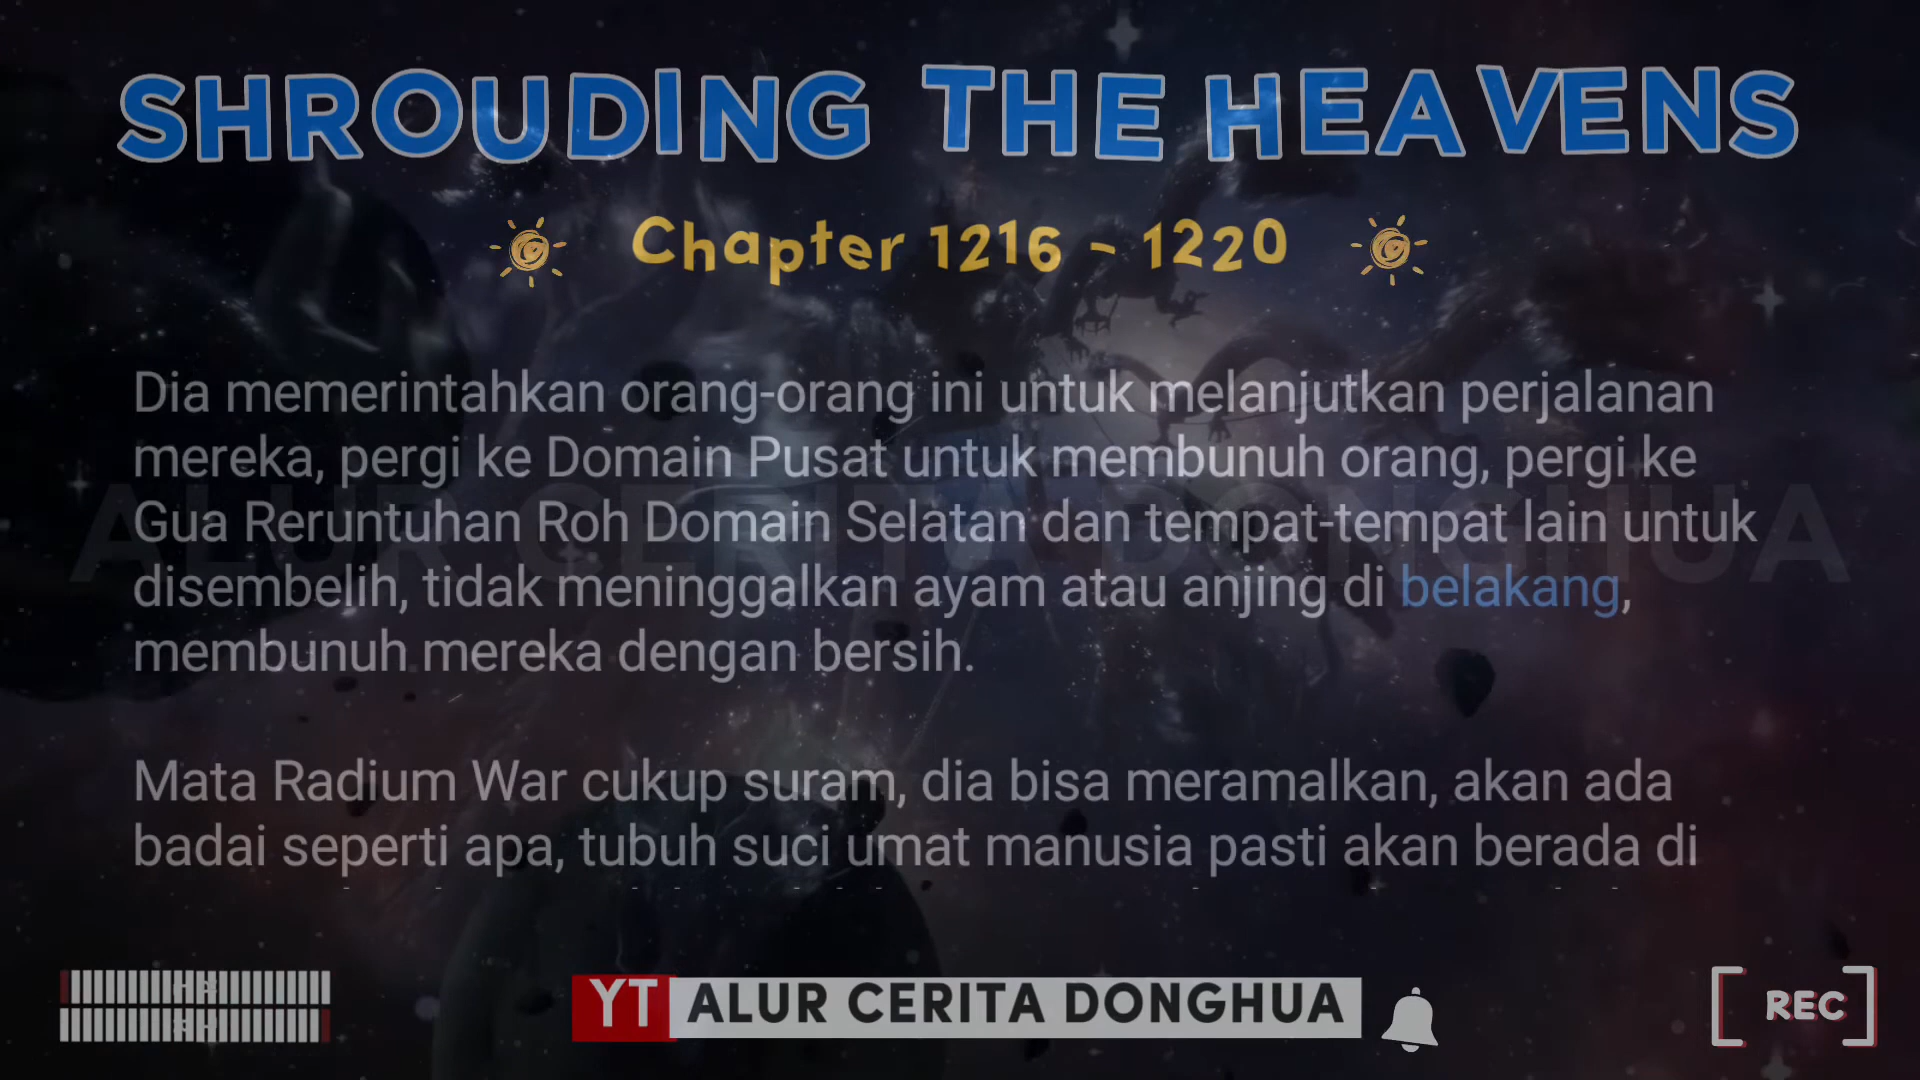 SHROUDING THE HEAVENS
Chapter 1216 - 1220
Dia memerintahkan orang-orang ini untuk melanjutkan perjalanan
mereka, pergi ke Domain Pusat untuk membunuh orang, pergi ke
Gua Reruntuhan Roh Domain Selatan dan tempat-tempat lain untuk
disembelih, tidak meninggalkan ayam atau anjing di belakang,
membunuh mereka dengan bersih.
Mata Radium War cukup suram, dia bisa meramalkan, akan ada
badai seperti apa, tubuh suci umat manusia pasti akan berada di
ALUR CERITA DONGHUA
YT ALUR CERITA DONGHUA
REC